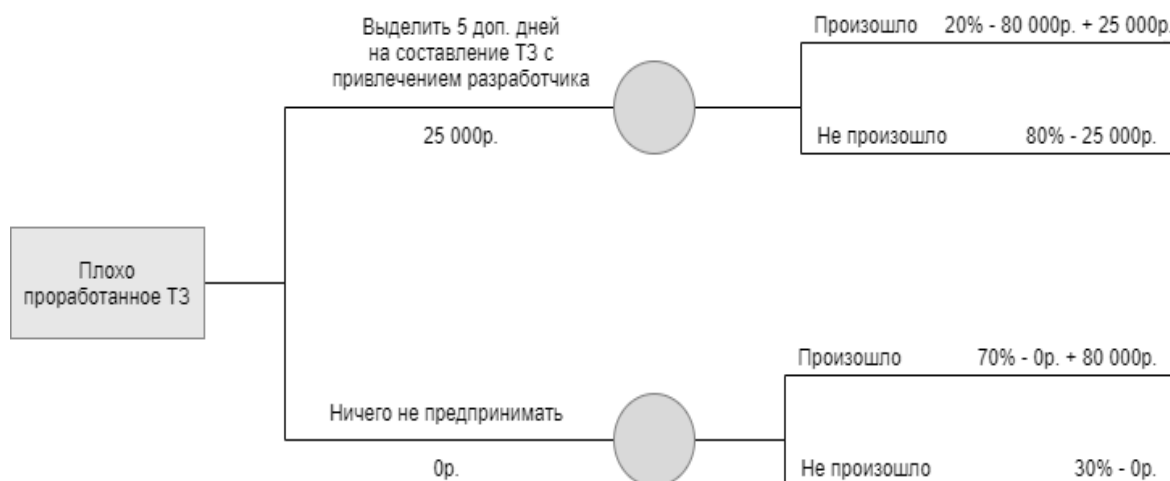 Выделить 5 доп. дней
на составление ТЗ с
привлечением разработчика
25 000р.
Произошло 20% - 80 000р. + 25 000р.
Не произошло 80% - 25 000р.
Плохо
проработанное ТЗ
Ничего не предпринимать
0р.
Произошло 70% - 0р. + 80 000р.
Не произошло 30% - 0р.